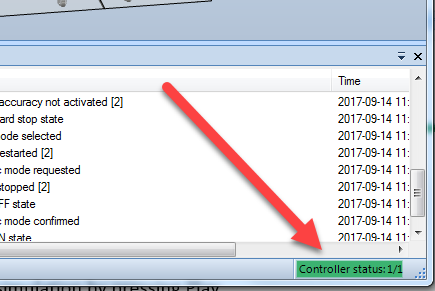 Time
accuracy not activated [2] 2017-09-14 11:
ard stop state 2017-09-14 11:
ode selected 2017-09-14 11:
estarted [2] 2017-09-14 11:
c mode requested 2017-09-14 11:
stopped [2] 2017-09-14 11:
FF state 2017-09-14 11:
c mode confirmed 2017-09-14 11:
N state 2017-09-14 11:
Controller status: 1/1
by pressing Play